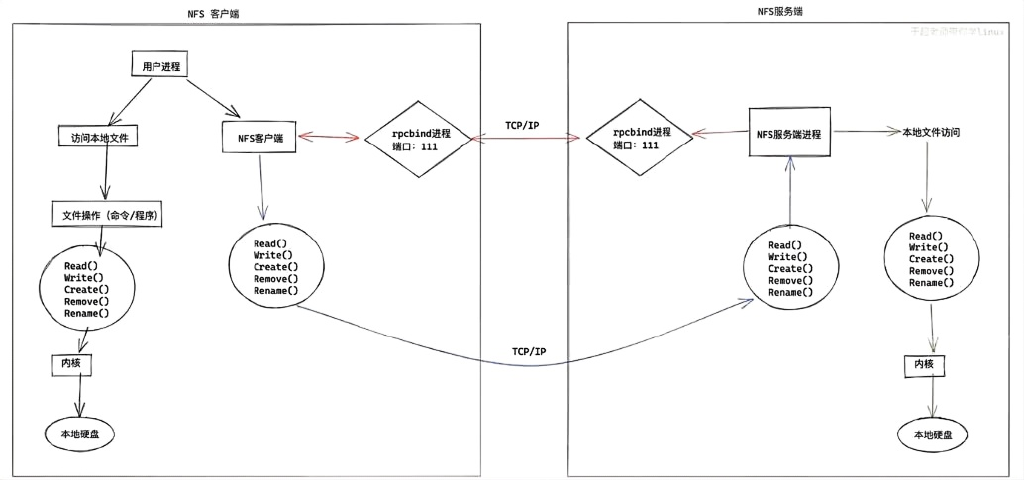 NFS 客户端
用户进程
访问本地文件
NFS客户端
rpcbind进程
端口：111
文件操作（命令/程序）
Read()
Write()
Create()
Remove()
Rename()
Read()
Write()
Create()
Remove()
Rename()
内核
本地硬盘
TCP/IP
TCP/IP
NFS服务端
rpcbind进程
端口：111
NFS服务端进程
本地文件访问
Read()
Write()
Create()
Remove()
Rename()
Read()
Write()
Create()
Remove()
Rename()
内核
本地硬盘